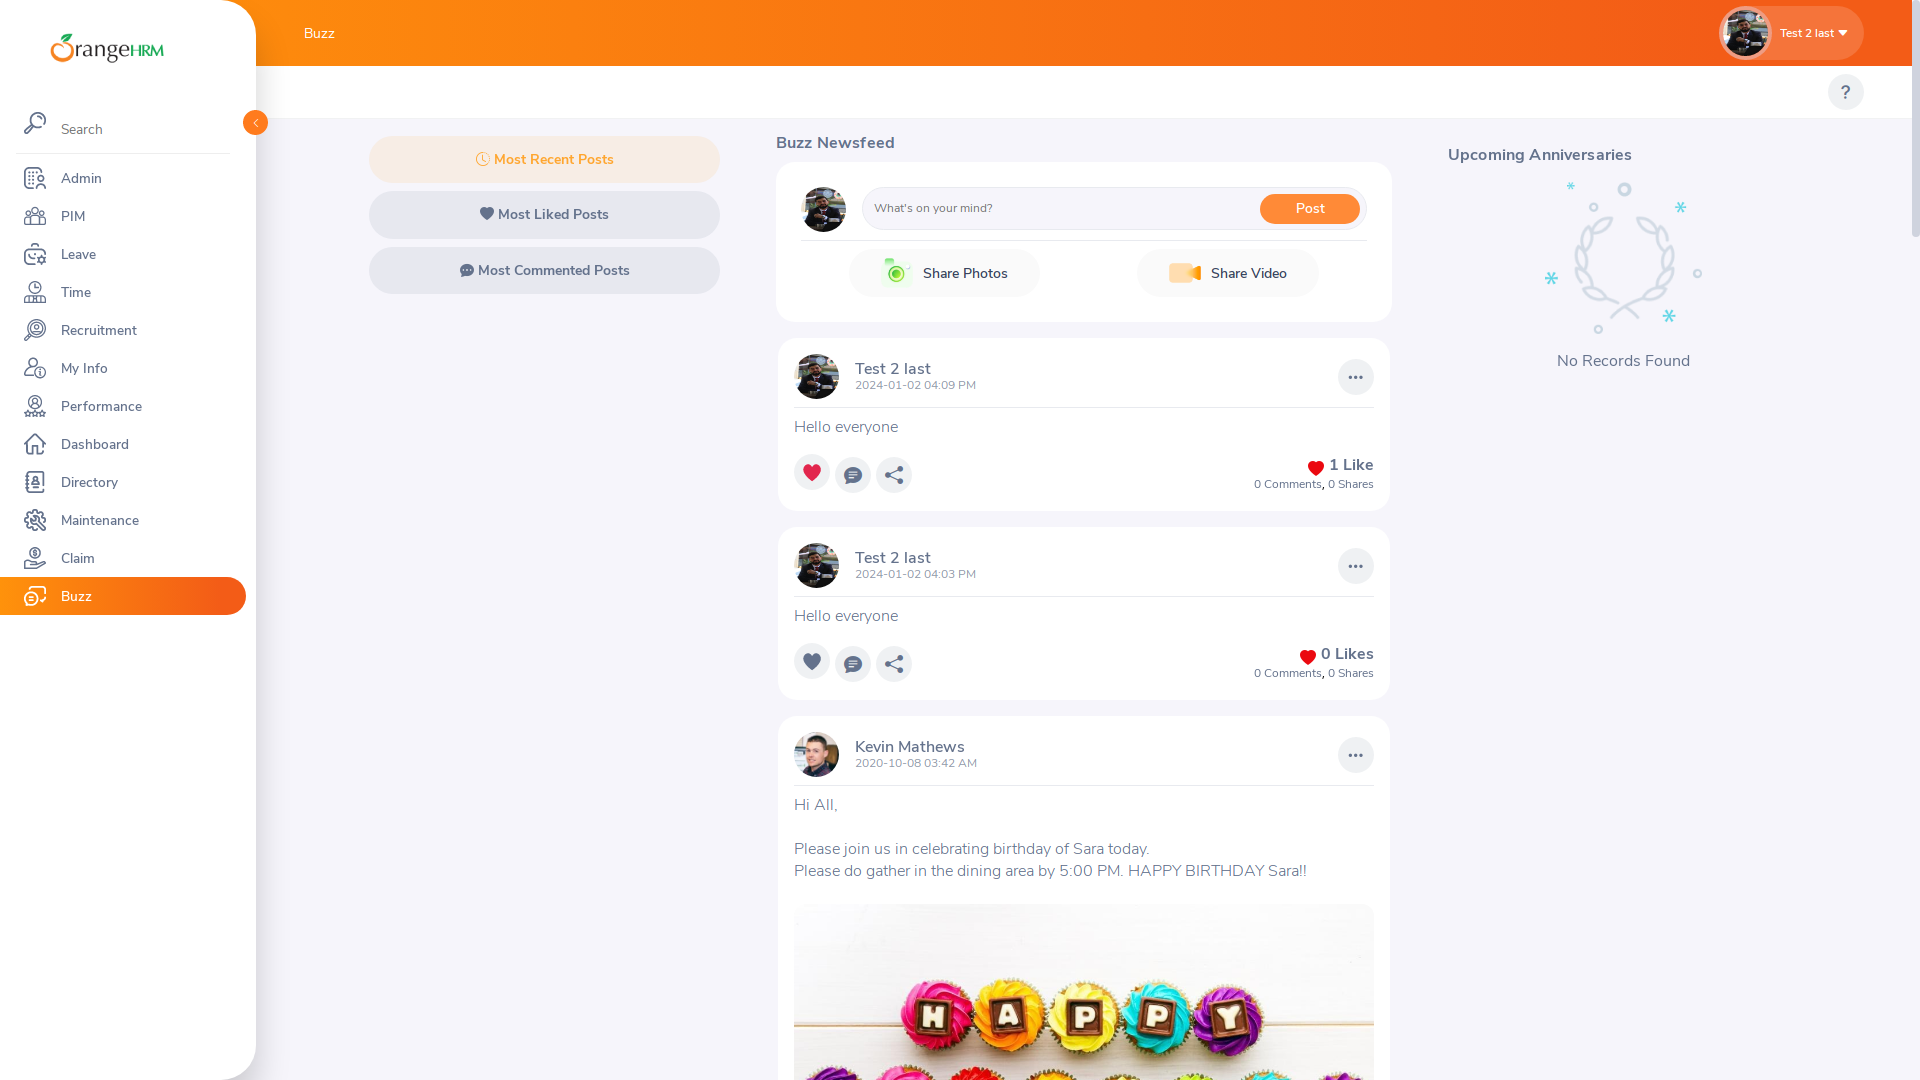 OrangeHRM
Search
Admin
PIM
Leave
Time
Recruitment
My Info
Performance
Dashboard
Directory
Maintenance
Claim
Buzz
Buzz
Test 2 last
?
Most Recent Posts
Most Liked Posts
Most Commented Posts
Buzz Newsfeed
What's on your mind?
Post
Share Photos
Share Video
Test 2 last
2024-01-02 04:09 PM
Hello everyone
1 Like
0 Comments, 0 Shares
Test 2 last
2024-01-02 04:03 PM
Hello everyone
0 Likes
0 Comments, 0 Shares
Kevin Mathews
2020-10-08 03:42 AM
Hi All,
Please join us in celebrating birthday of Sara today.
Please do gather in the dining area by 5:00 PM. HAPPY BIRTHDAY Sara!!
HAPPY
Upcoming Anniversaries
No Records Found